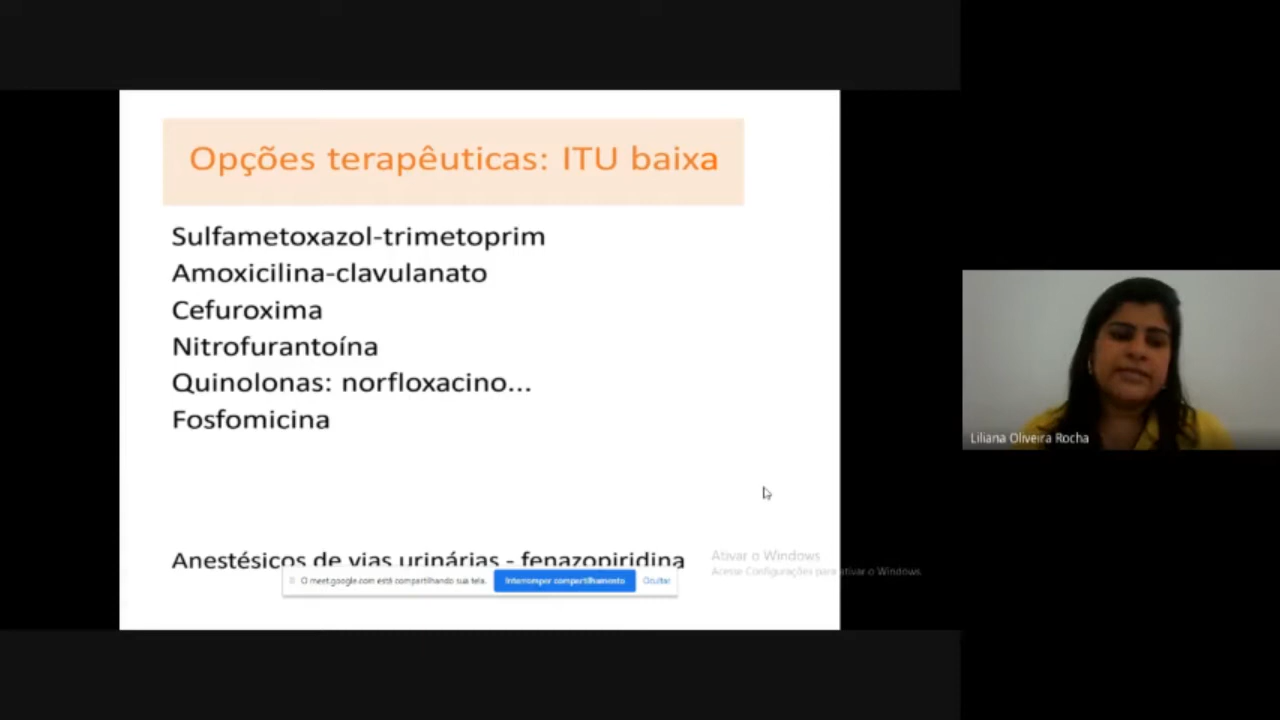 Opções terapêuticas: ITU baixa
Sulfametoxazol-trimetoprim
Amoxicilina-clavulanato
Cefuroxima
Nitrofurantoína
Quinolonas: norfloxacino...
Fosfomicina
Anestésicos de vias urinárias - fenazopiridina
O meet.google.com está compartilhando sua tela.
Interromper compartilhamento
Ocultar
Ativar o Windows
Acesse Configurações para ativar o Windows.
Liliana Oliveira Rocha